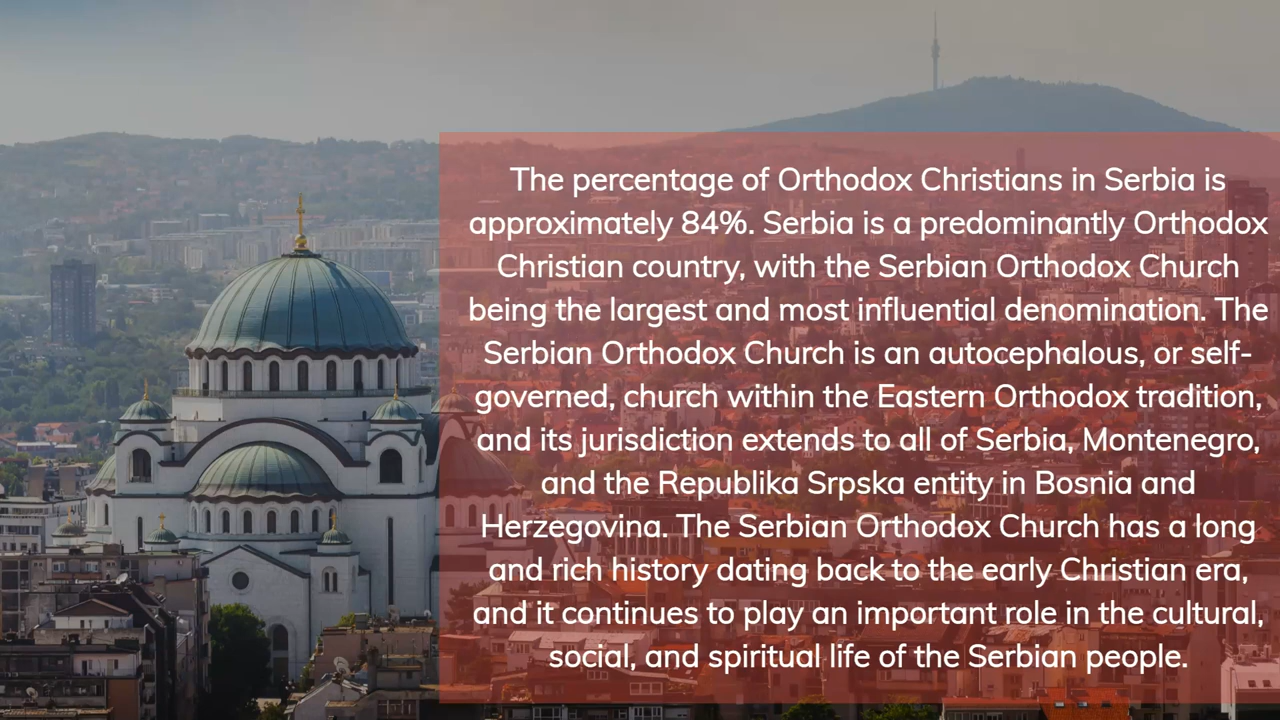 The percentage of Orthodox Christians in Serbia is
approximately 84%. Serbia is a predominantly Orthodox
Christian country, with the Serbian Orthodox Church
being the largest and most influential denomination. The
Serbian Orthodox Church is an autocephalous, or self-
governed, church within the Eastern Orthodox tradition,
and its jurisdiction extends to all of Serbia, Montenegro,
and the Republika Srpska entity in Bosnia and
Herzegovina. The Serbian Orthodox Church has a long
and rich history dating back to the early Christian era,
and it continues to play an important role in the cultural,
social, and spiritual life of the Serbian people.